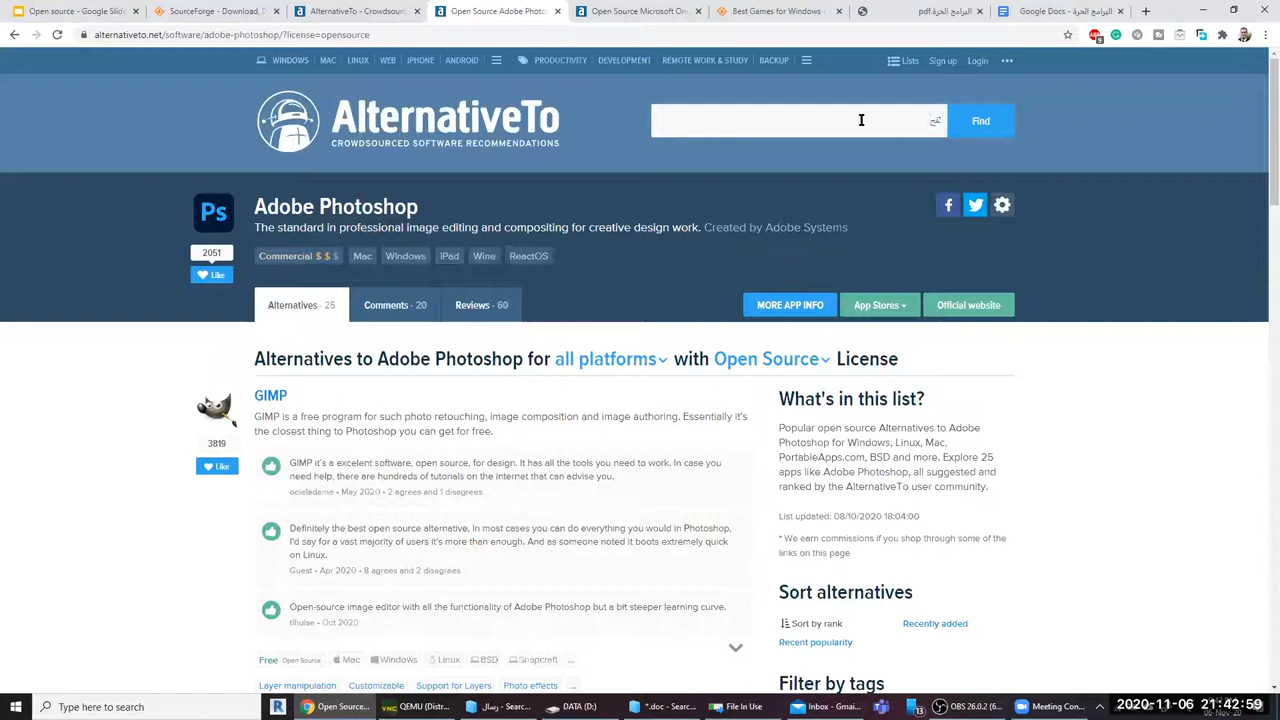 Open source - Google Slid
SourceForge - Download, D
AlternativeTo - Crowdsourc
Open Source Adobe Photos
Open Source Microsoft Offi
Best Games for Windows -
البرامج الحرة.pdf
البرامج الحرة - Google Docs
alternativeto.net/software/adobe-photoshop/?license=opensource
WINDOWS MAC LINUX WEB IPHONE ANDROID PRODUCTIVITY DEVELOPMENT REMOTE WORK & STUDY BACKUP Lists Sign up Login
AlternativeTo
CROWDSOURCED SOFTWARE RECOMMENDATIONS
Find
Ps
Adobe Photoshop
The standard in professional image editing and compositing for creative design work. Created by Adobe Systems
2051
Like
Commercial $ $ $ Mac Windows iPad Wine ReactOS
Alternatives · 25 Comments · 20 Reviews · 60
MORE APP INFO App Stores Official website
Alternatives to Adobe Photoshop for all platforms with Open Source License
GIMP
GIMP is a free program for such photo retouching, image composition and image authoring. Essentially it's
the closest thing to Photoshop you can get for free.
3819
Like
GIMP it's a excelent software, open source, for design. It has all the tools you need to work. In case you
need help, there are hundreds of tutorials on the internet that can advise you.
ocieladame • May 2020 • 2 agrees and 1 disagrees
Definitely the best open source alternative. In most cases you can do everything you would in Photoshop,
I'd say for a vast majority of users it's more than enough. And as someone noted it boots extremely quick
on Linux.
Guest • Apr 2020 • 8 agrees and 2 disagrees
Open-source image editor with all the functionality of Adobe Photoshop but a bit steeper learning curve.
tlhulse • Oct 2020
Free Open Source Mac Windows Linux BSD Snapcraft ...
Layer manipulation Customizable Support for Layers Photo effects ...
What's in this list?
Popular open source Alternatives to Adobe
Photoshop for Windows, Linux, Mac,
PortableApps.com, BSD and more. Explore 25
apps like Adobe Photoshop, all suggested and
ranked by the AlternativeTo user community.
List updated: 08/10/2020 18:04:00
* We earn commissions if you shop through some of the
links on this page
Sort alternatives
Sort by rank Recently added
Recent popularity
Filter by tags
Type here to search
Open Source...
QEMU (Distr...
رسال - Searc...
DATA (D:)
*.doc - Searc...
File In Use
Inbox - Gmai...
13
OBS 26.0.2 (6...
Meeting Con...
2020-11-06 21:42:59